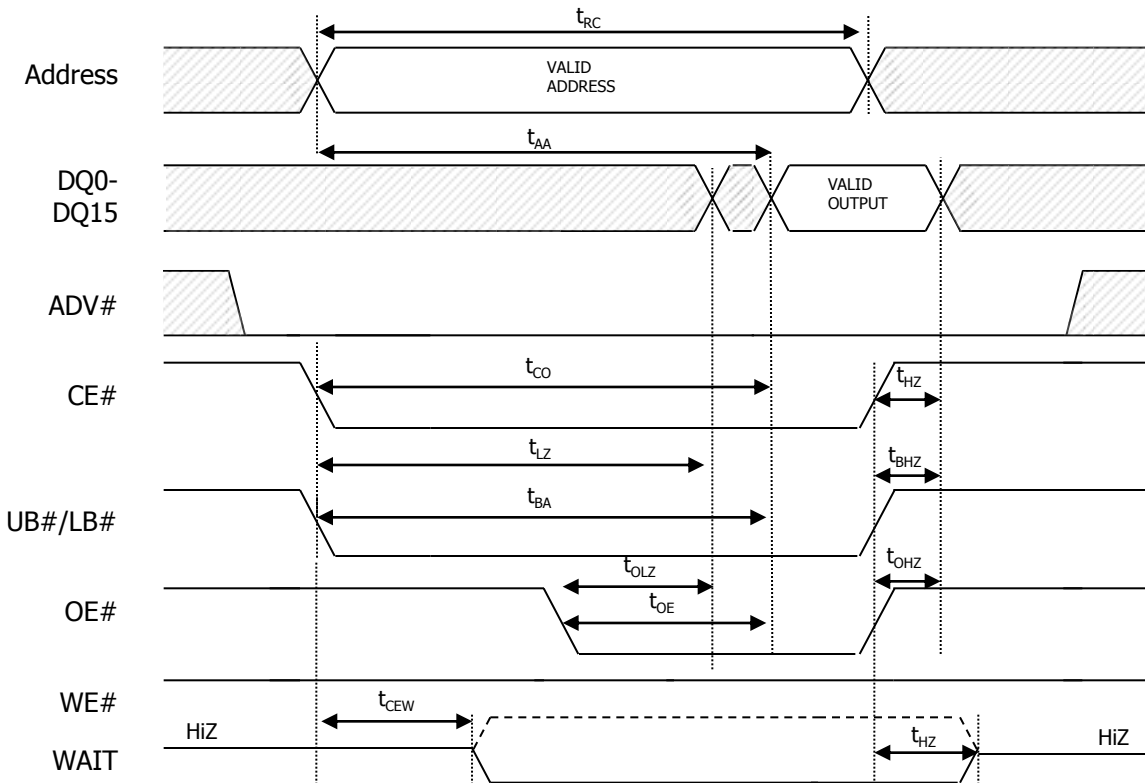 tRC
Address
VALID
ADDRESS
tAA
DQ0-
DQ15
VALID
OUTPUT
ADV#
tCO
CE#
tHZ
tLZ
tBHZ
tBA
UB#/LB#
tOLZ
tOHZ
tOE
OE#
WE#
tCEW
HiZ
HiZ
tHZ
WAIT